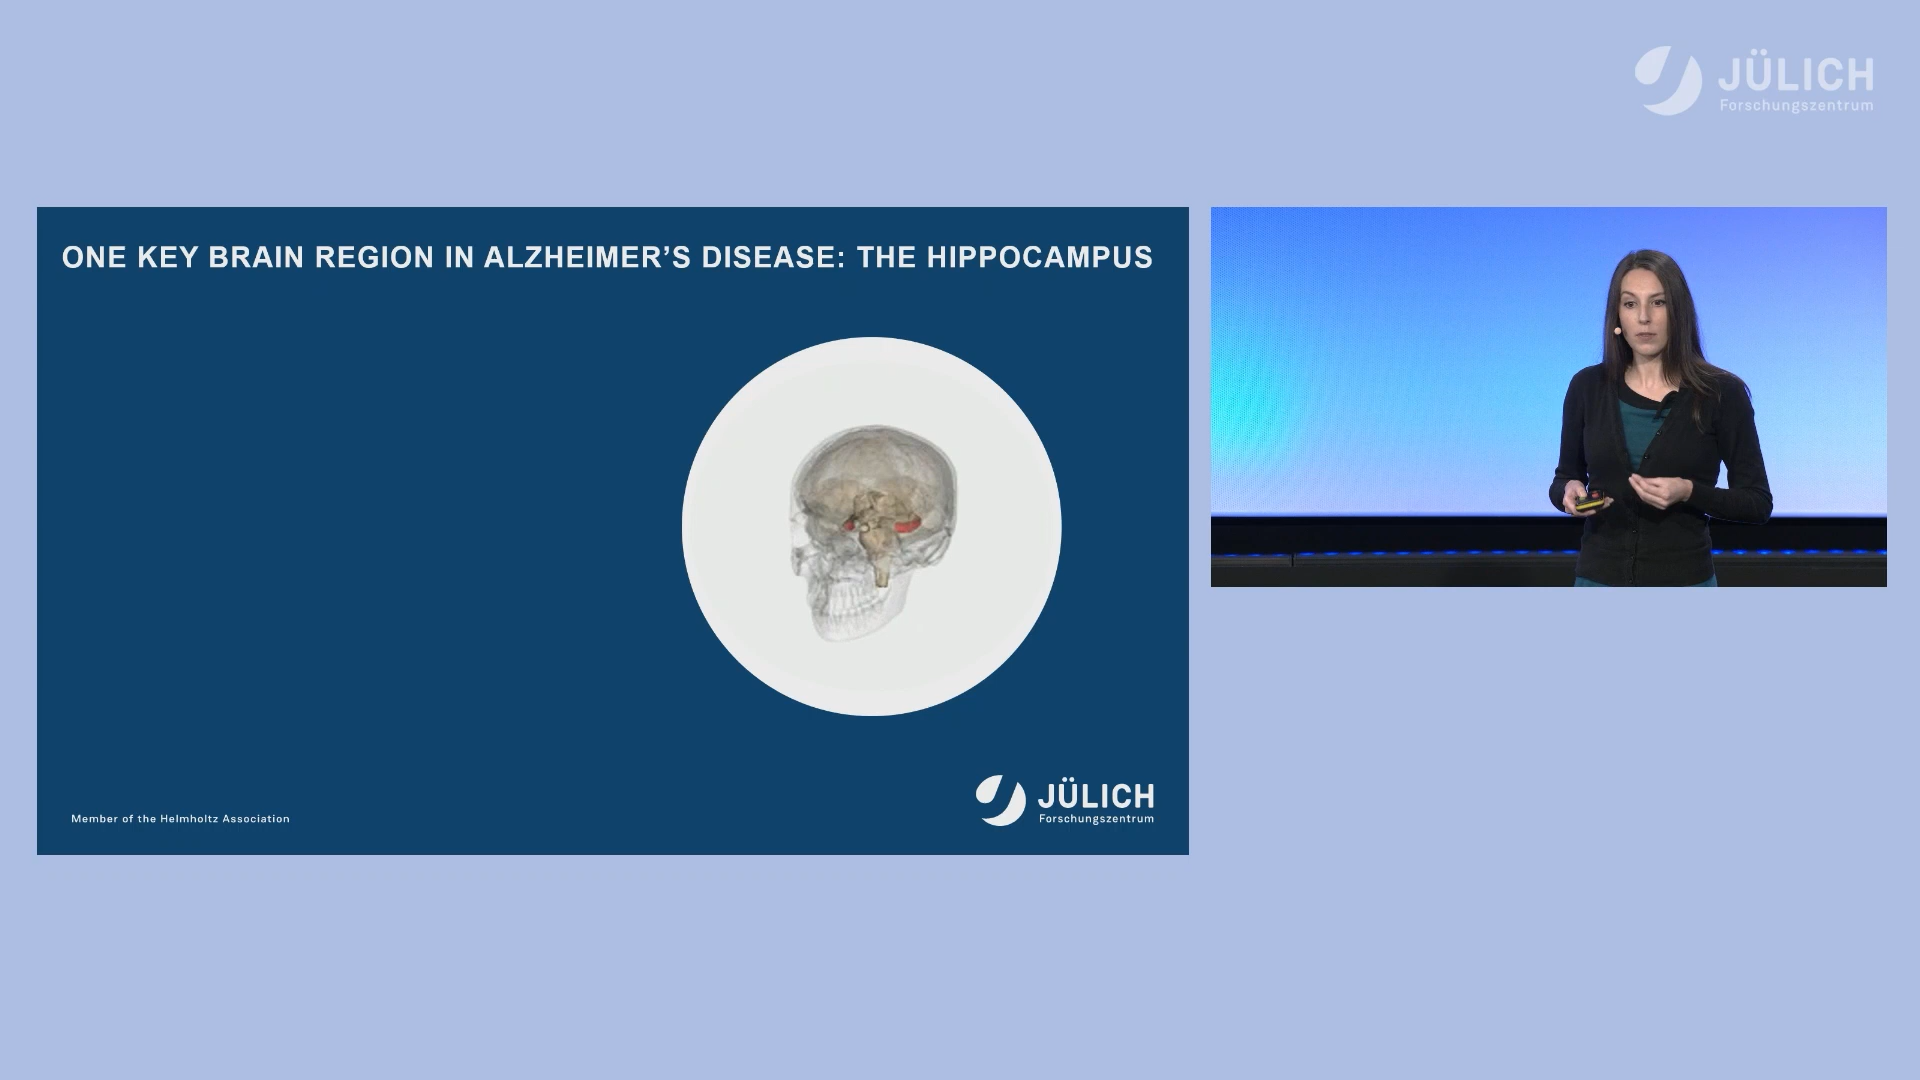 JÜLICH
Forschungszentrum
ONE KEY BRAIN REGION IN ALZHEIMER’S DISEASE: THE HIPPOCAMPUS
JÜLICH
Forschungszentrum
Member of the Helmholtz Association